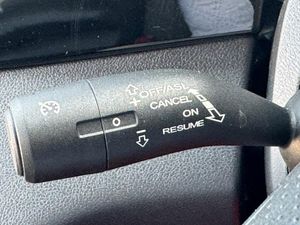 OFF/ASL
+ CANCEL
ON
0
RESUME
−